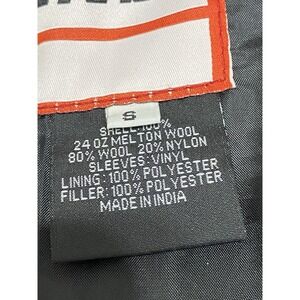 S
SHELL: 100%
24 OZ MELTON WOOL
80% WOOL 20% NYLON
SLEEVES: VINYL
LINING: 100% POLYESTER
FILLER: 100% POLYESTER
MADE IN INDIA